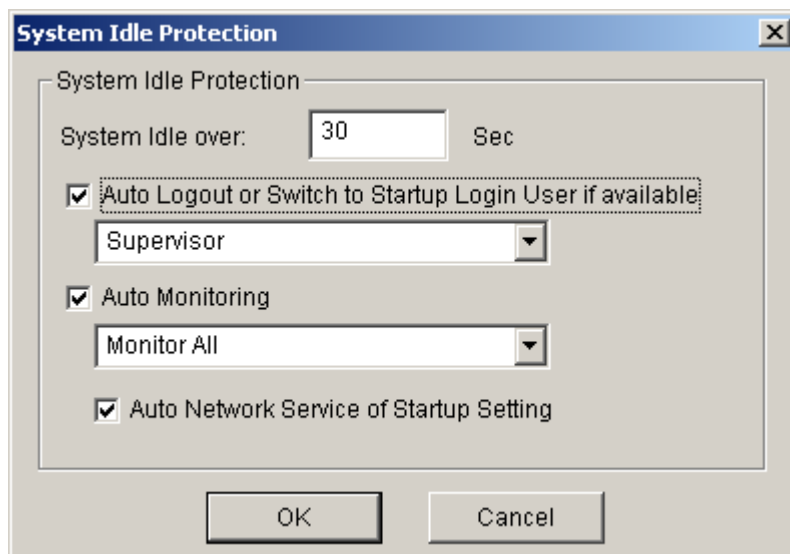 System Idle Protection
System Idle Protection
System Idle over: 30 Sec
Auto Logout or Switch to Startup Login User if available
Supervisor
Auto Monitoring
Monitor All
Auto Network Service of Startup Setting
OK Cancel